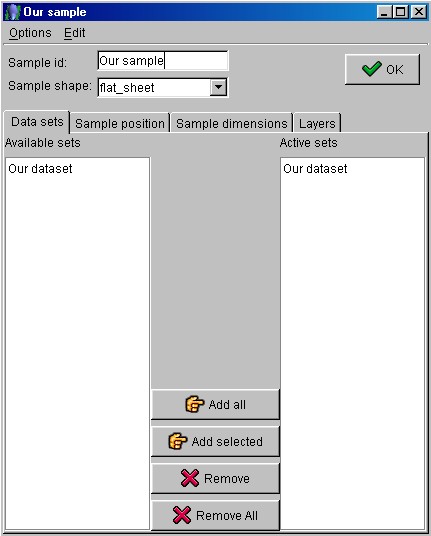 Our sample
Options Edit
Sample id: Our sample
OK
Sample shape: flat_sheet
Data sets Sample position Sample dimensions Layers
Available sets Active sets
Our dataset Our dataset
Add all
Add selected
Remove
Remove All